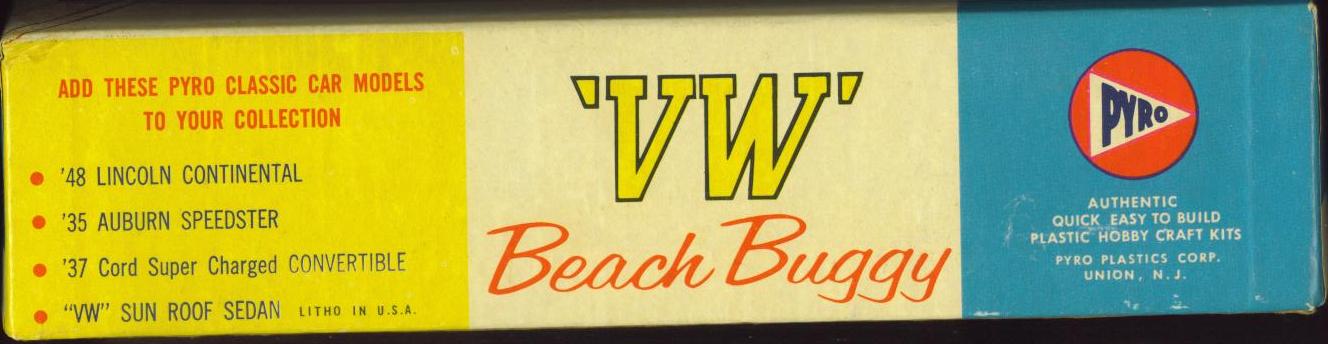 ADD THESE PYRO CLASSIC CAR MODELS
TO YOUR COLLECTION
• '48 LINCOLN CONTINENTAL
• '35 AUBURN SPEEDSTER
• '37 Cord Super Charged CONVERTIBLE
• "VW" SUN ROOF SEDAN LITHO IN U.S.A.
'VW'
Beach Buggy
PYRO
AUTHENTIC
QUICK EASY TO BUILD
PLASTIC HOBBY CRAFT KITS
PYRO PLASTICS CORP.
UNION, N.J.